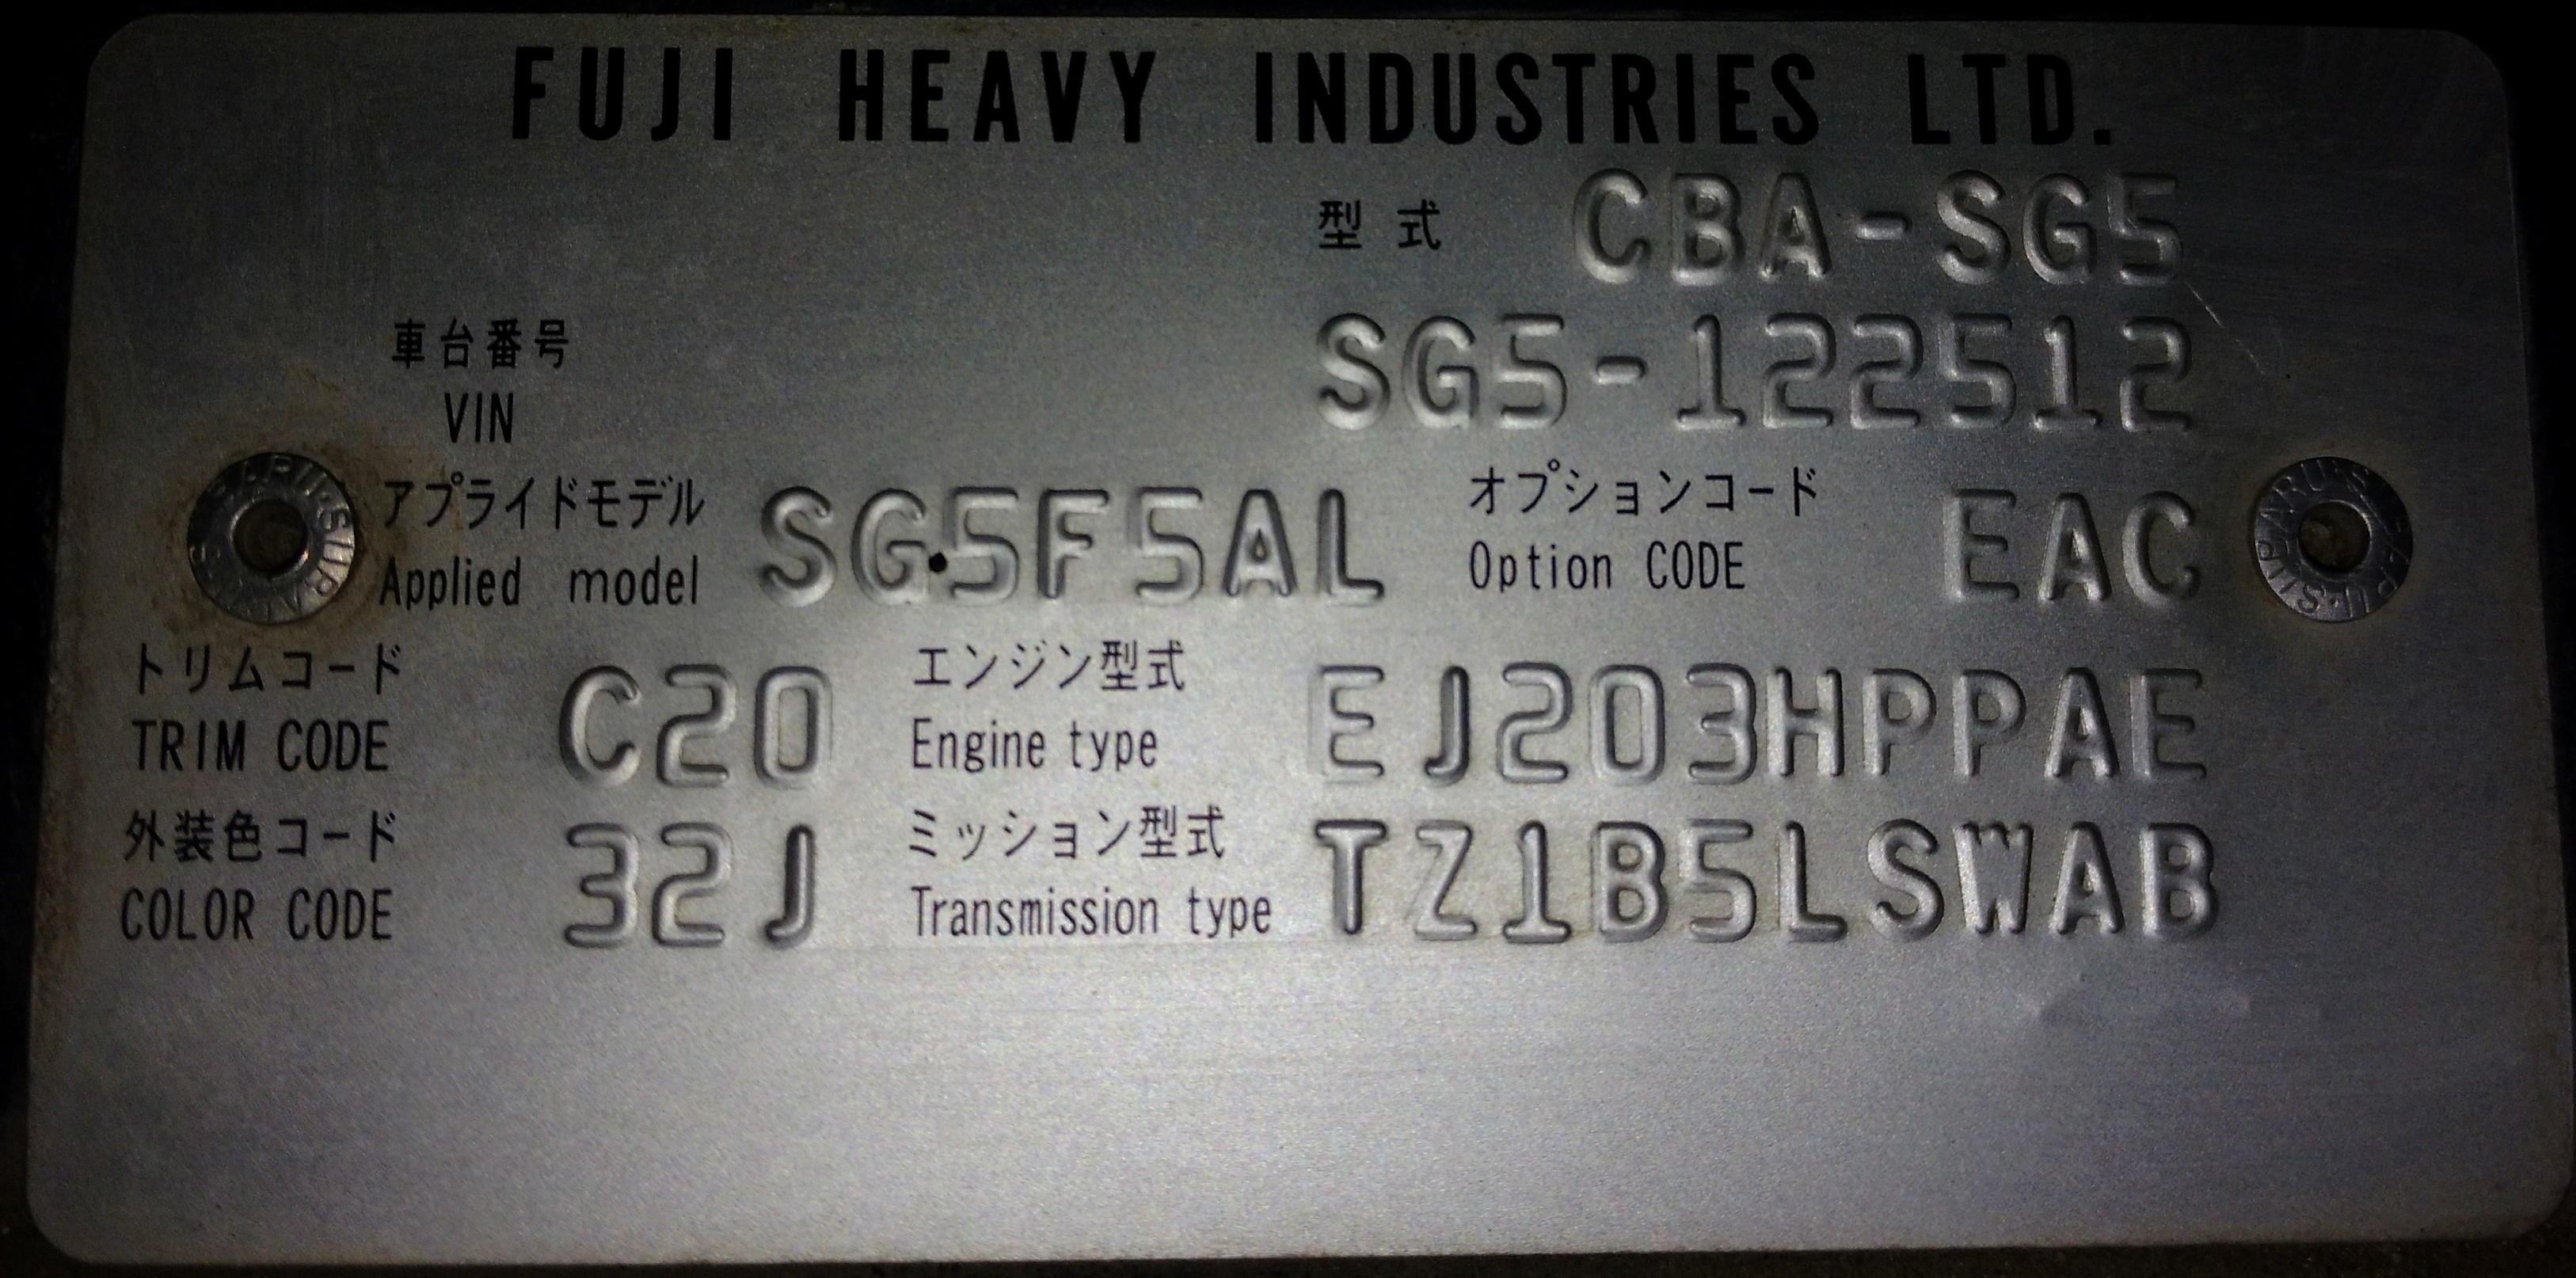 FUJI HEAVY INDUSTRIES LTD.
型式 CBA-SG5
車台番号
VIN SG5-122512
アプライドモデル
Applied model SG5F5AL
オプションコード
Option CODE EAC
トリムコード
TRIM CODE C20
エンジン型式
Engine type EJ203HPPAE
外装色コード
COLOR CODE 32J
ミッション型式
Transmission type TZ1B5LSWAB
SUBARU
SUBARU